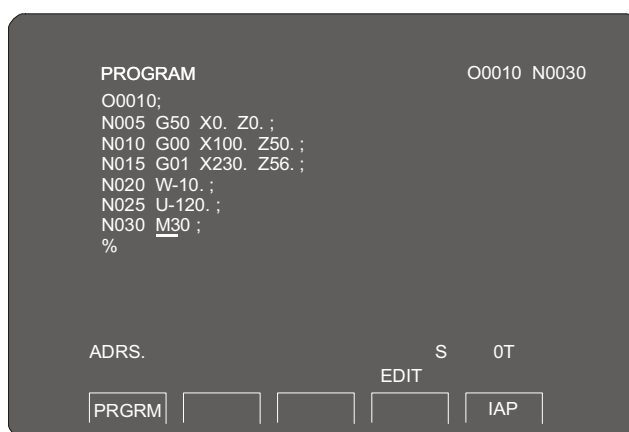 PROGRAM O0010 N0030
O0010;
N005 G50 X0. Z0. ;
N010 G00 X100. Z50. ;
N015 G01 X230. Z56. ;
N020 W-10. ;
N025 U-120. ;
N030 M30 ;
%
ADRS. S 0T
EDIT
PRGRM IAP